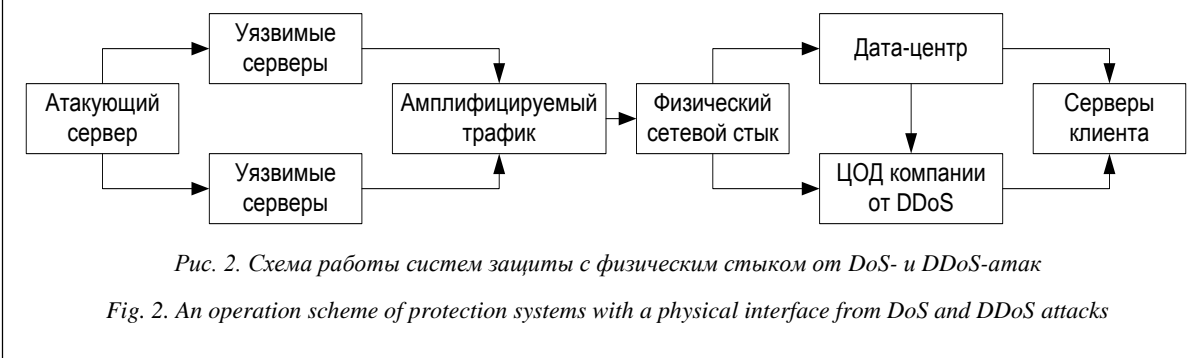 Уязвимые
серверы
Дата-центр
Атакующий
сервер
Амплифицируемый
трафик
Физический
сетевой стык
Серверы
клиента
Уязвимые
серверы
ЦОД компании
от DDoS
Рис. 2. Схема работы систем защиты с физическим стыком от DoS- и DDoS-атак
Fig. 2. An operation scheme of protection systems with a physical interface from DoS and DDoS attacks